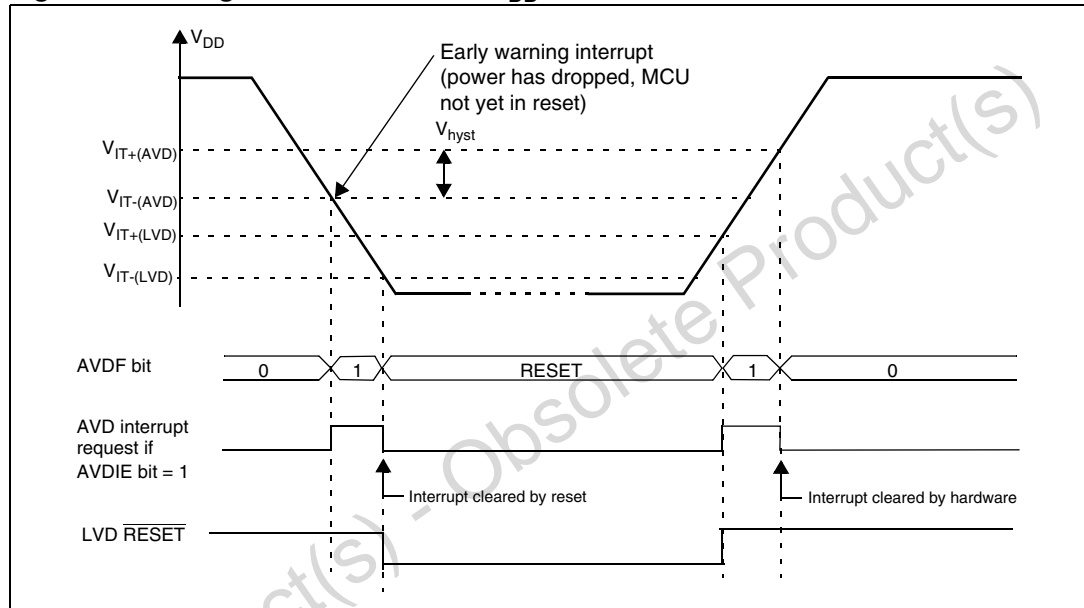 V_DD
Early warning interrupt
(power has dropped, MCU
not yet in reset)
V_hyst
V_IT+(AVD)
V_IT-(AVD)
V_IT+(LVD)
V_IT-(LVD)
AVDF bit
0
1
RESET
1
0
AVD interrupt
request if
AVDIE bit = 1
Interrupt cleared by reset
Interrupt cleared by hardware
LVD RESET
ct(s) - Obsolete Product(s)